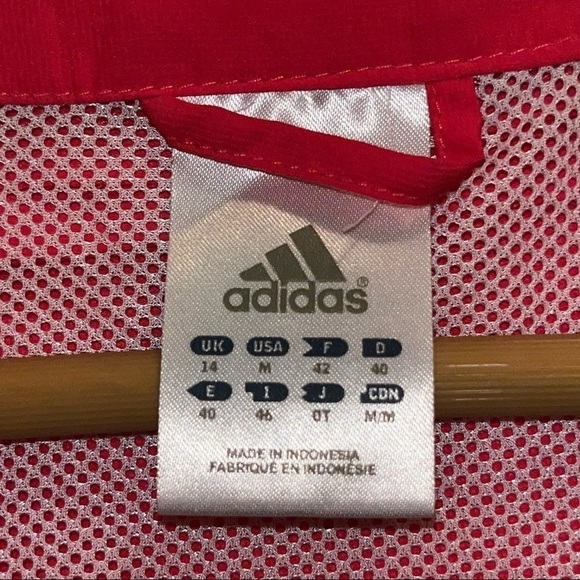 adidas®
UK USA F D
14 M 42 40
E I J CDN
40 46 OT M/M
MADE IN INDONESIA
FABRIQUÉ EN INDONÉSIE